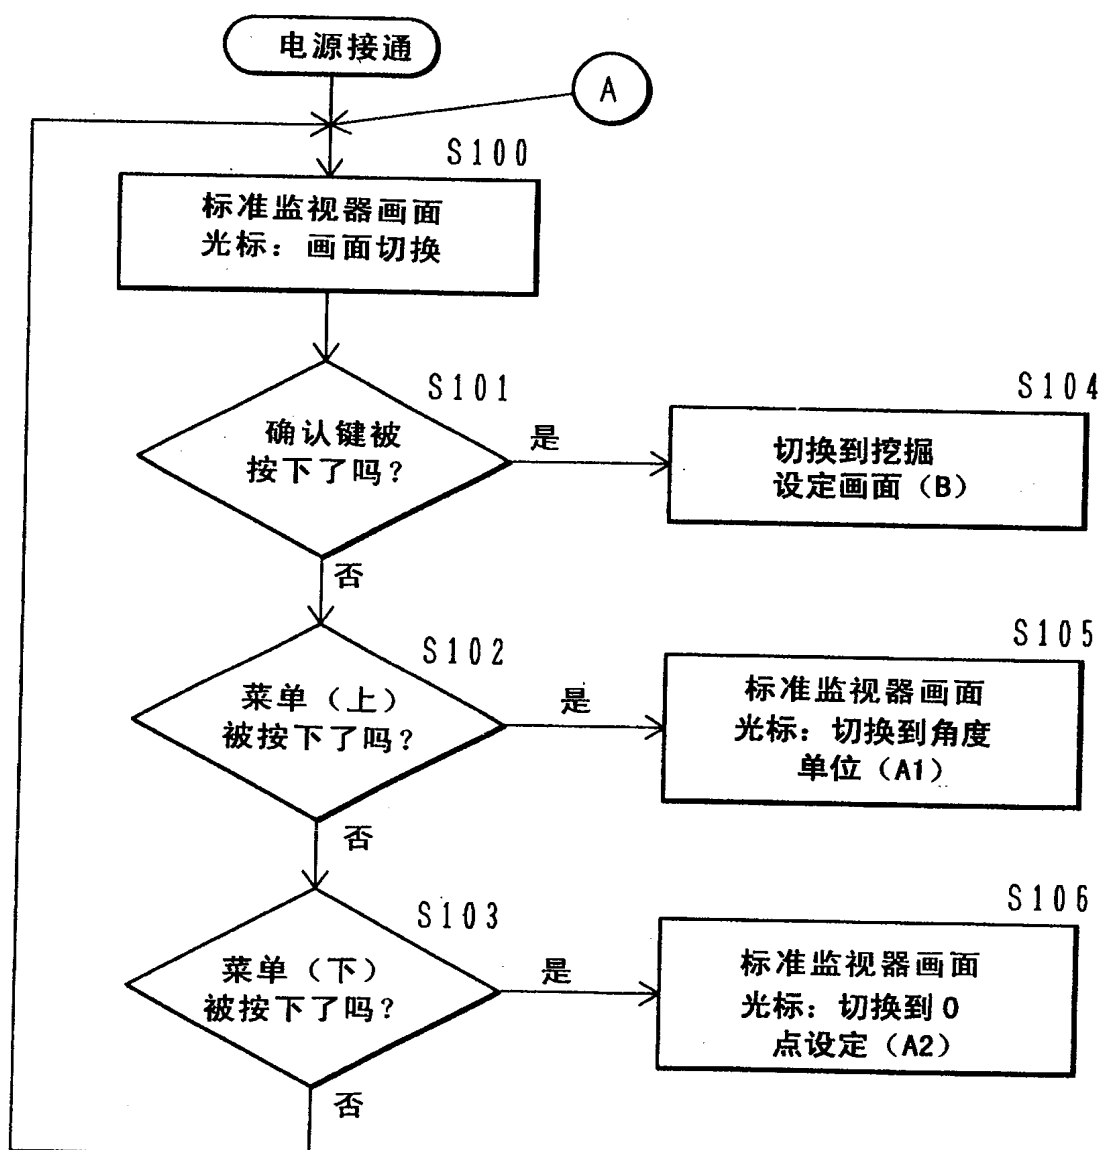 电源接通
A
S100
标准监视器画面
光标：画面切换
S101
确认键被
按下了吗？
是
S104
切换到挖掘
设定画面（B）
否
S102
菜单（上）
被按下了吗？
是
S105
标准监视器画面
光标：切换到角度
单位（A1）
否
S103
菜单（下）
被按下了吗？
是
S106
标准监视器画面
光标：切换到0
点设定（A2）
否